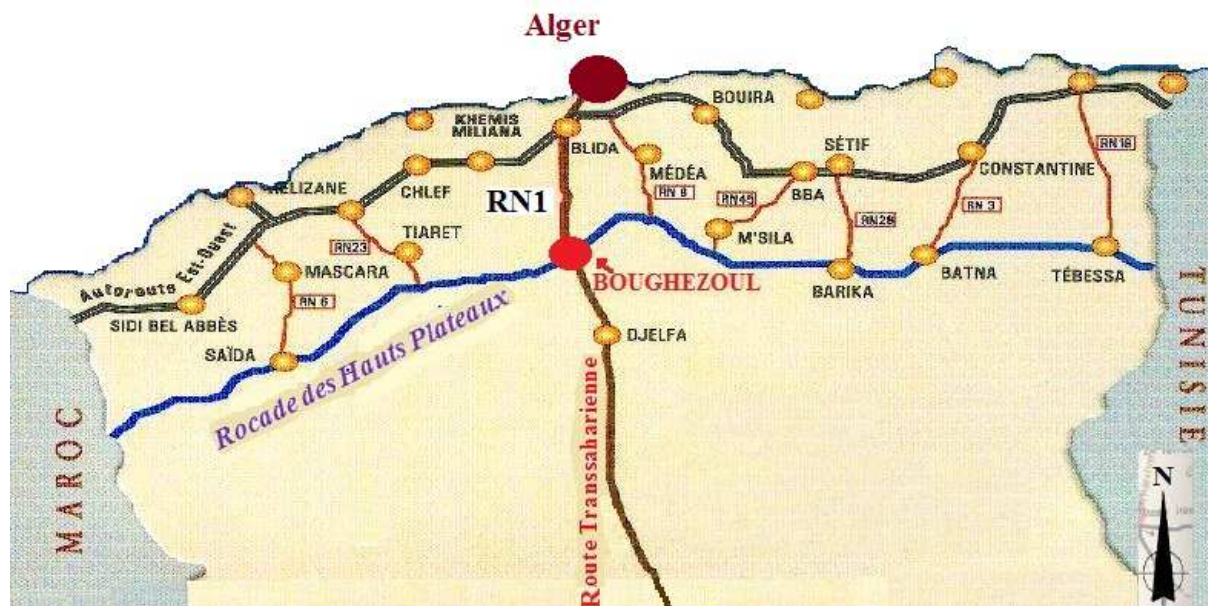 Alger
BOUIRA
KHEMIS
MILIANA
BLIDA
SÉTIF
RN16
CONSTANTINE
MÉDÉA
CHLEF
RELIZANE
RN 8
RN45
BBA
RN1
RN28
RN 3
TIARET
RN23
M'SILA
Autoroute Est-Ouest
MASCARA
BOUGHEZOUL
BARIKA
BATNA
TÉBESSA
RN 6
SIDI BEL ABBÈS
DJELFA
SAÏDA
Rocade des Hauts Plateaux
Route Transsaharienne
MAROC
TUNISIE
N